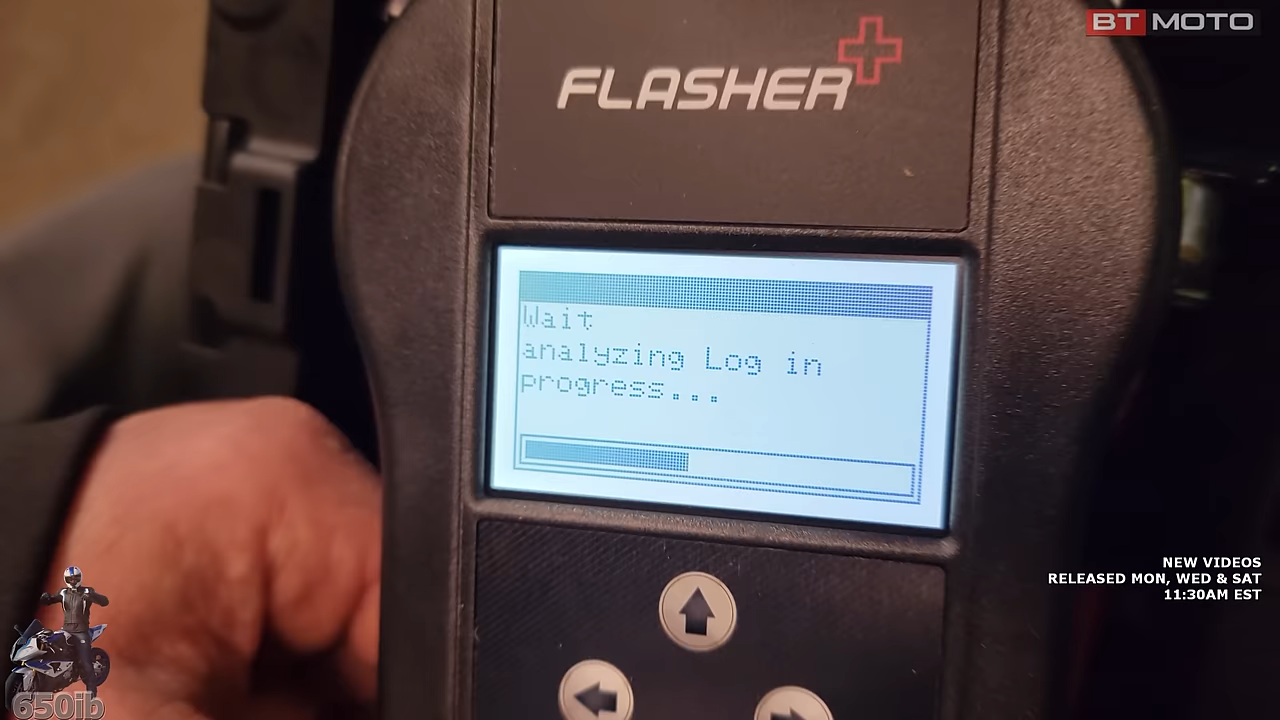 BT MOTO
FLASHER+
Wait
analyzing Log in
progress...
NEW VIDEOS
RELEASED MON, WED & SAT
11:30AM EST
650ib